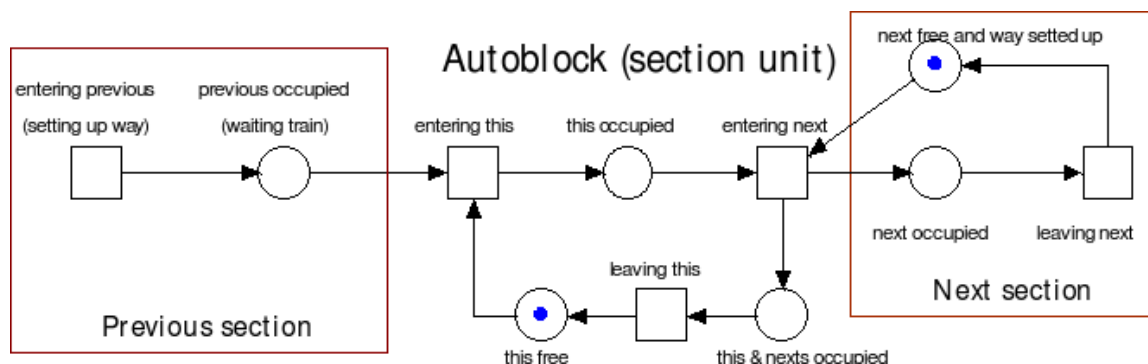 next free and way setted up
Autoblock (section unit)
entering previous
previous occupied
(setting up way)
(waiting train)
entering this
this occupied
entering next
next occupied
leaving next
leaving this
Next section
Previous section
this free
this & nexts occupied